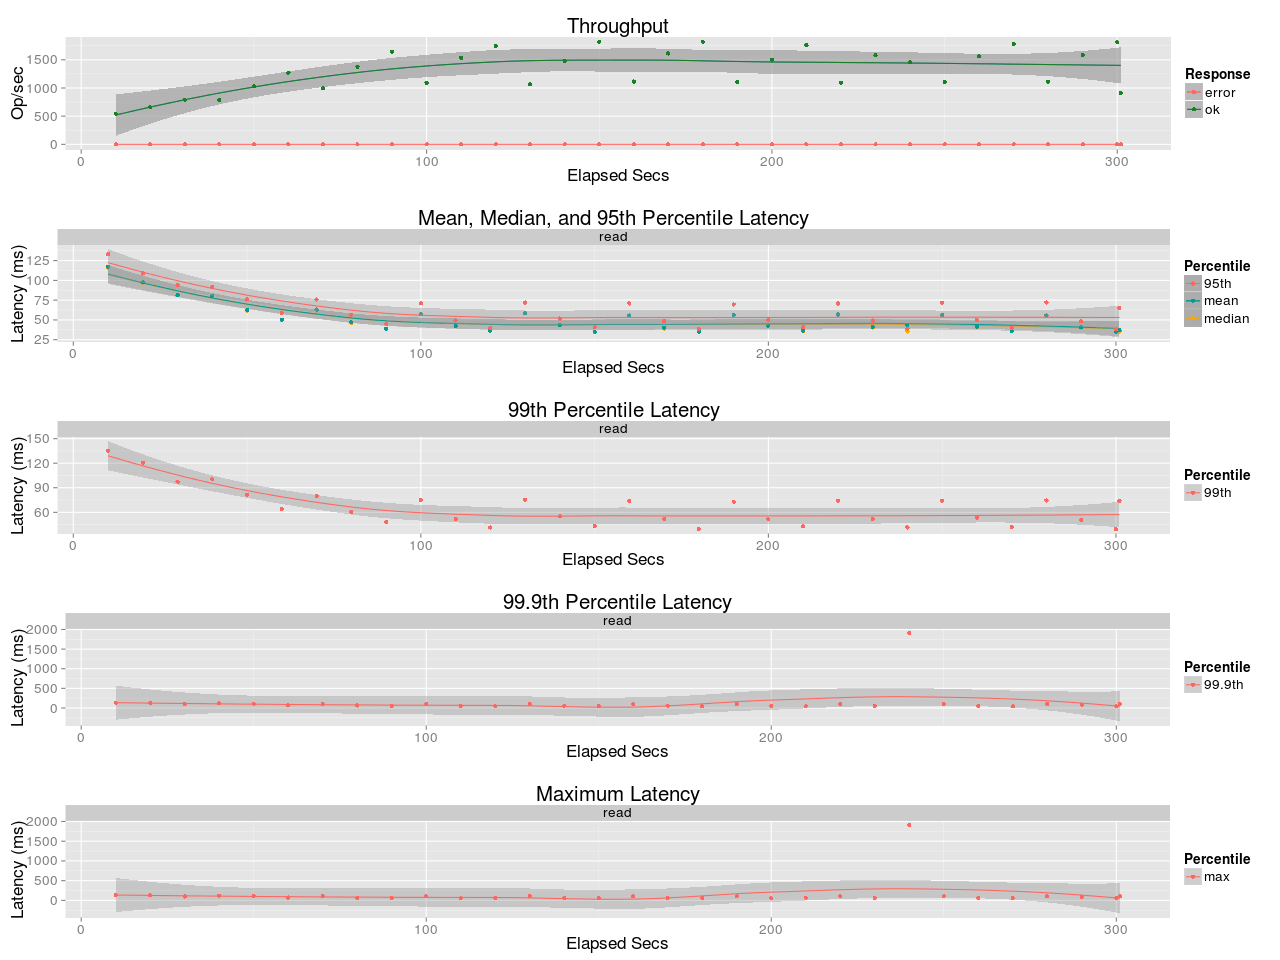 Throughput
Op/sec
1500
1000
500
0
0 100 200 300
Elapsed Secs
Response
error
ok
Mean, Median, and 95th Percentile Latency
read
Latency (ms)
125
100
75
50
25
0 100 200 300
Elapsed Secs
Percentile
95th
mean
median
99th Percentile Latency
read
Latency (ms)
150
120
90
60
0 100 200 300
Elapsed Secs
Percentile
99th
99.9th Percentile Latency
read
Latency (ms)
2000
1500
1000
500
0
0 100 200 300
Elapsed Secs
Percentile
99.9th
Maximum Latency
read
Latency (ms)
2000
1500
1000
500
0
0 100 200 300
Elapsed Secs
Percentile
max